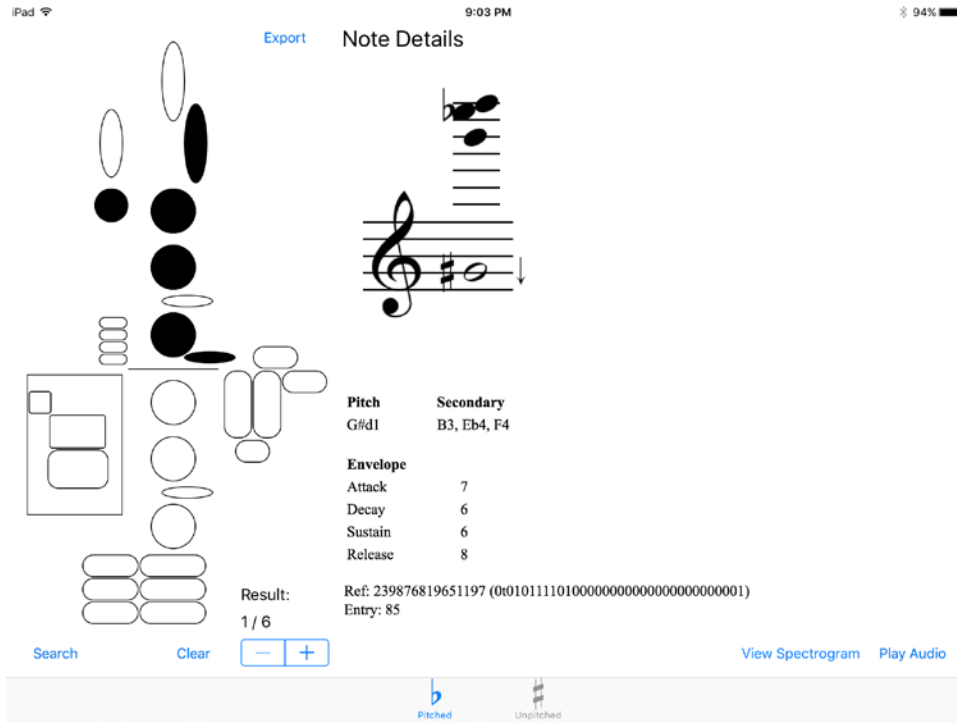 iPad 9:03 PM 94%
Export Note Details
Pitch Secondary
G#d1 B3, Eb4, F4
Envelope
Attack 7
Decay 6
Sustain 6
Release 8
Result:
1 / 6
Ref: 239876819651197 (0t0101111010000000000000000000001)
Entry: 85
Search Clear − + View Spectrogram Play Audio
Pitched Unpitched